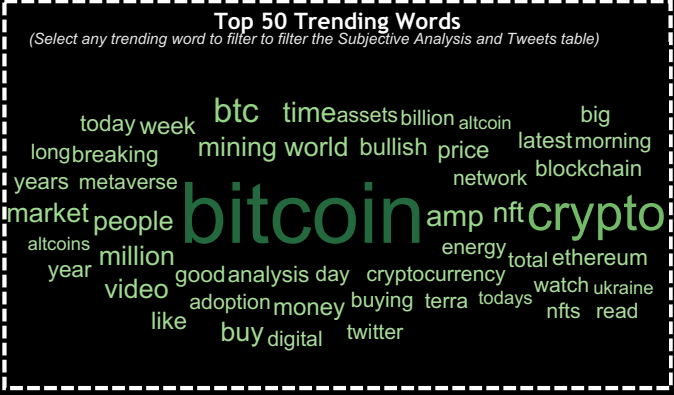 Top 50 Trending Words
(Select any trending word to filter to filter the Subjective Analysis and Tweets table)
btc time assets billion altcoin big
today week
mining world bullish price latest morning
long breaking
network blockchain
years metaverse
bitcoin
market people amp nft crypto
altcoins million energy total ethereum
year good analysis day cryptocurrency
video watch ukraine
adoption money buying terra todays
like nfts read
buy digital twitter